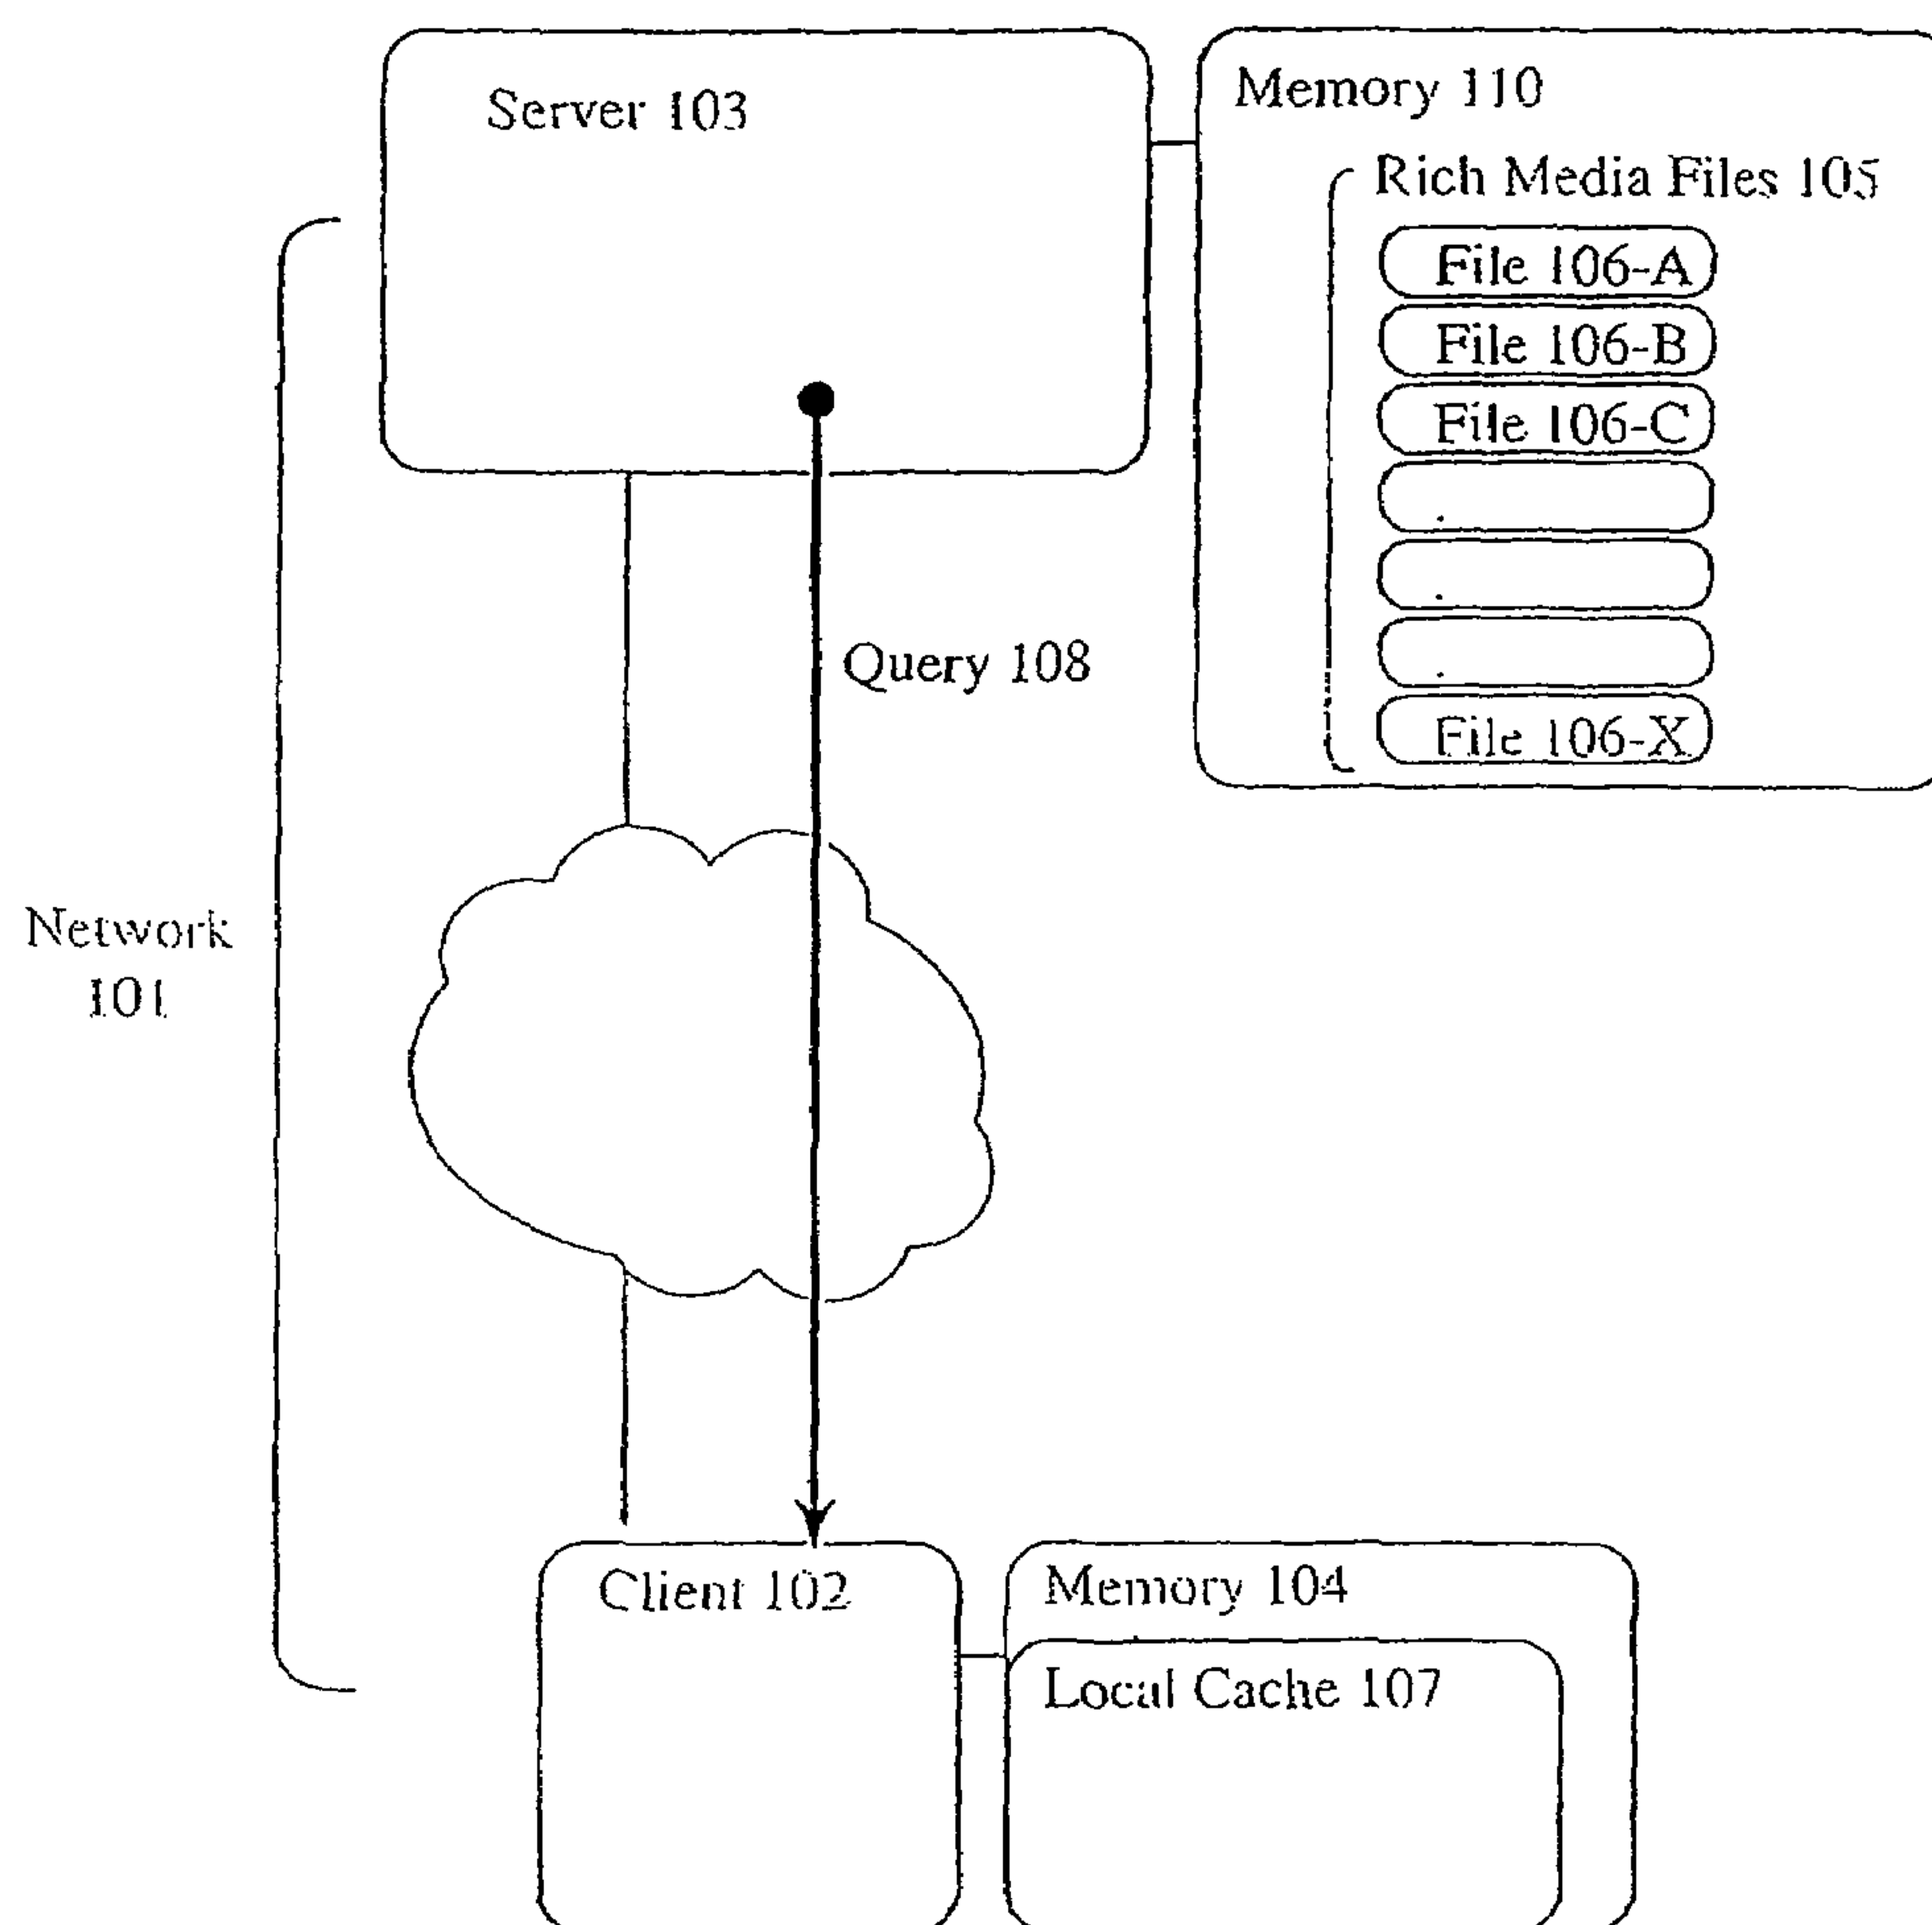 Server 103
Memory 110
Rich Media Files 105
File 106-A
File 106-B
File 106-C
.
.
.
File 106-X
Query 108
Network
101
Client 102
Memory 104
Local Cache 107